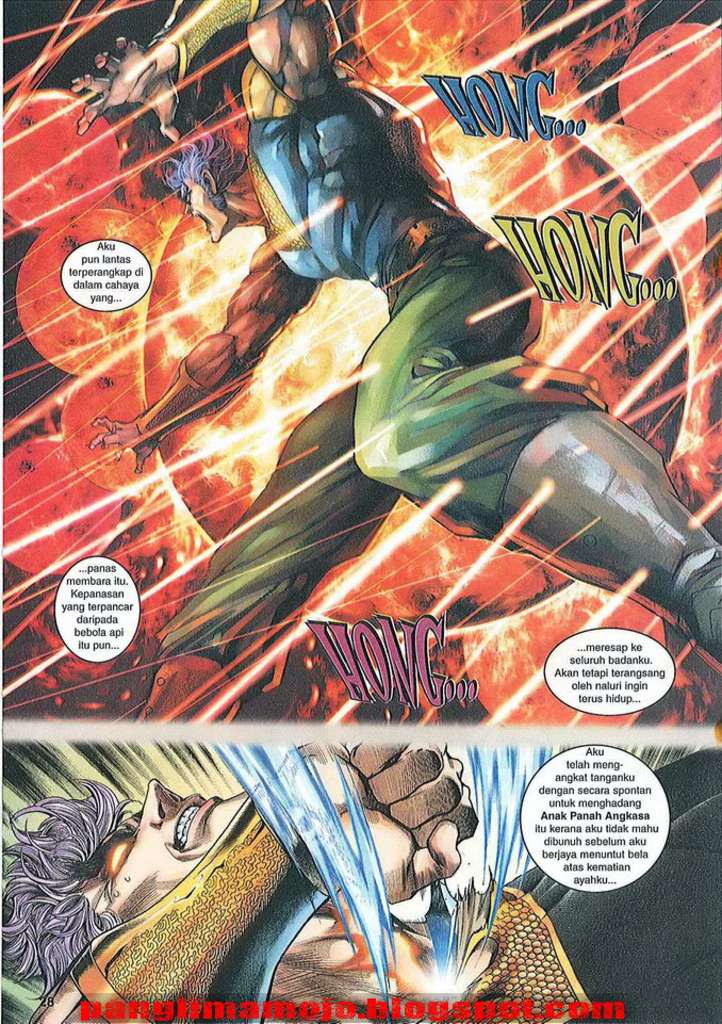 HONG...
HONG...
Aku
pun lantas
terperangkap di
dalam cahaya
yang...
...panas
membara itu.
Kepanasan
yang terpancar
daripada
bebola api
itu pun...
HONG...
...meresap ke
seluruh badanku.
Akan tetapi terangsang
oleh naluri ingin
terus hidup...
Aku
telah meng-
angkat tanganku
dengan secara spontan
untuk menghadang
Anak Panah Angkasa
itu kerana aku tidak mahu
dibunuh sebelum aku
berjaya menuntut bela
atas kematian
ayahku...
28
panglimamoja.blogspot.com